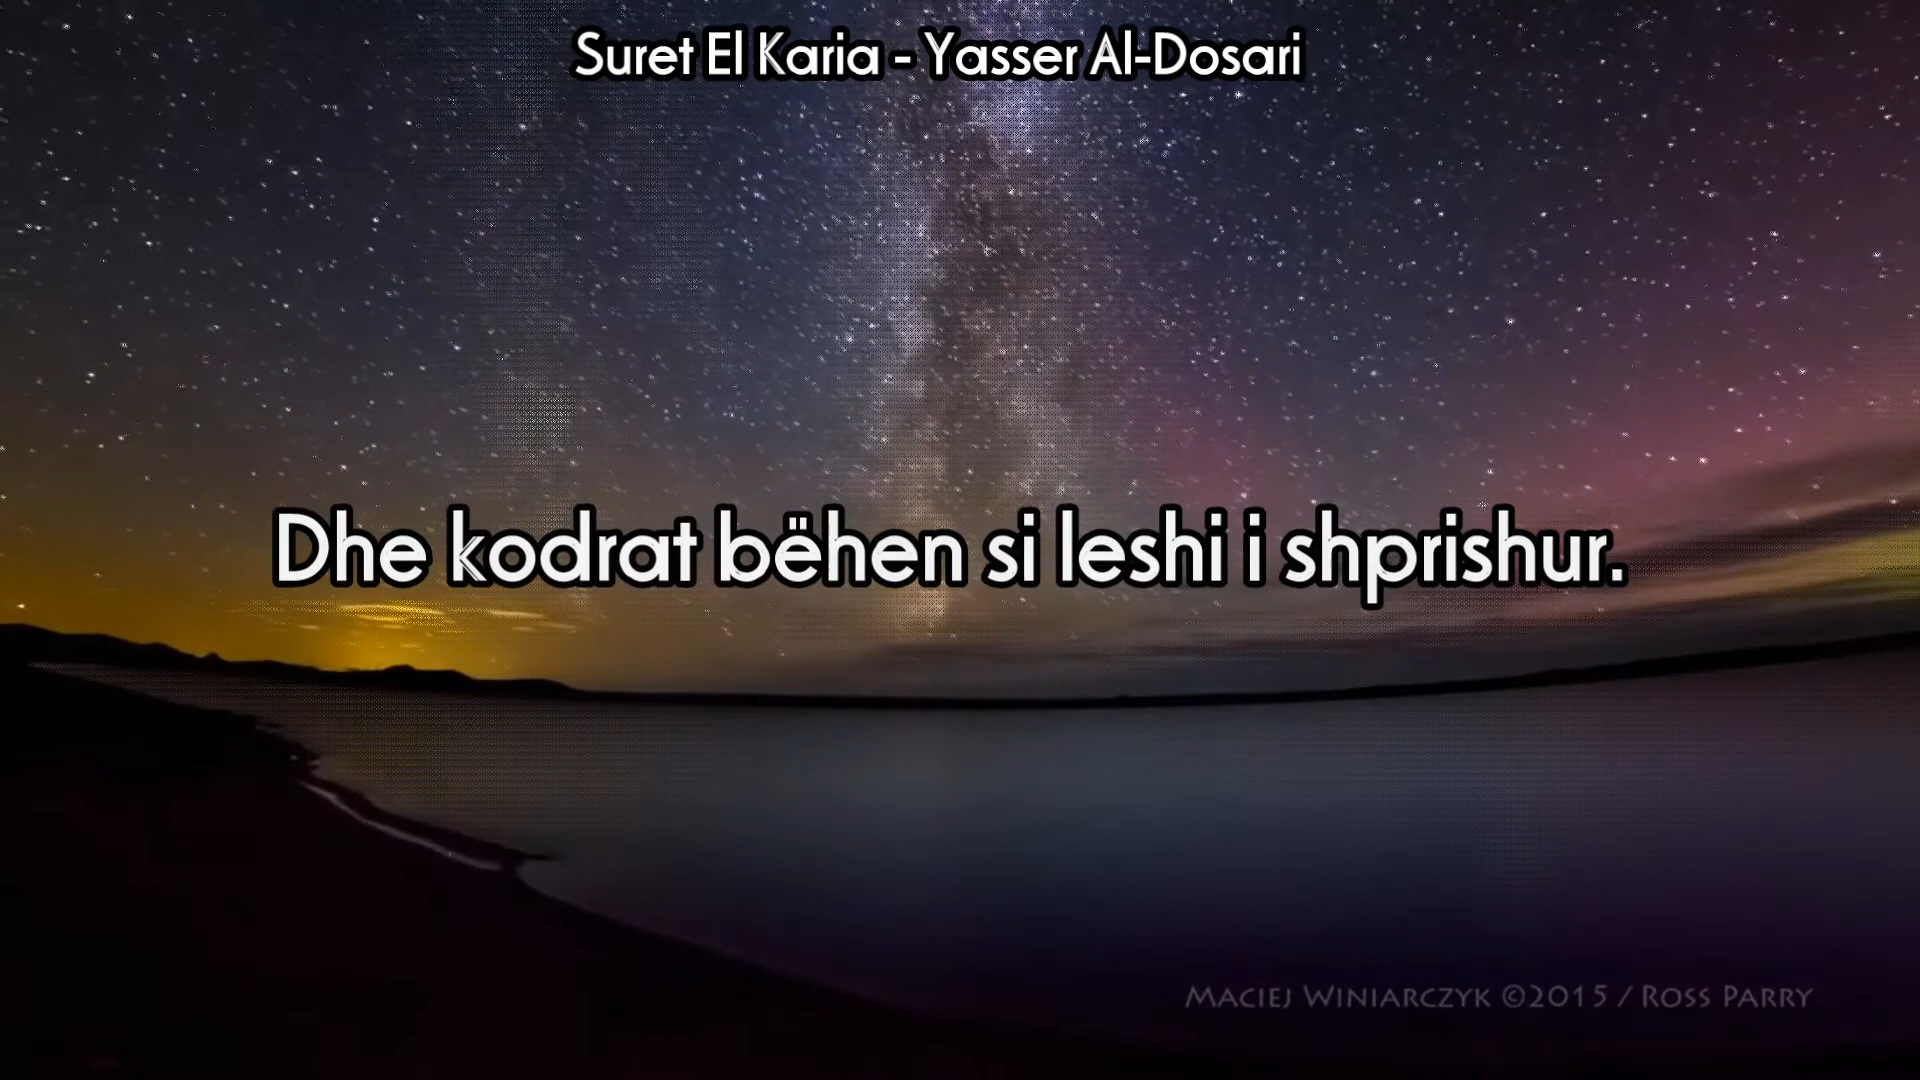 Suret El Karia - Yasser Al-Dosari
Dhe kodrat bëhen si leshi i shprishur.
Maciej Winiarczyk ©2015 / Ross Parry